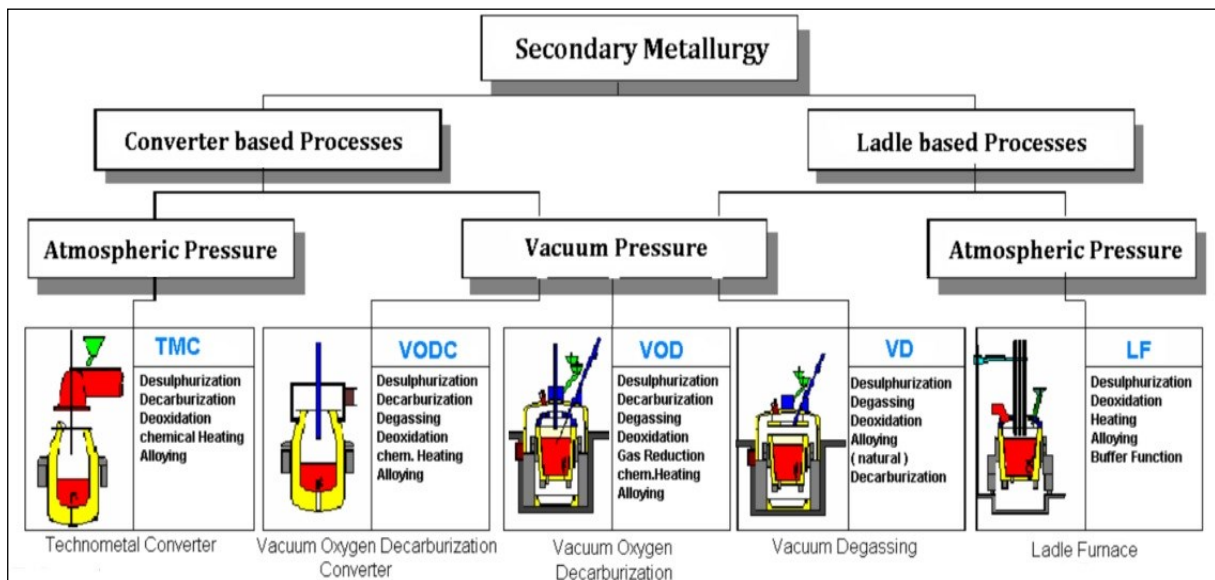 Secondary Metallurgy
Converter based Processes
Ladle based Processes
Atmospheric Pressure
Vacuum Pressure
Atmospheric Pressure
TMC
Desulphurization
Decarburization
Deoxidation
chemical Heating
Alloying
Technometal Converter
VODC
Desulphurization
Decarburization
Degassing
Deoxidation
chem. Heating
Alloying
Vacuum Oxygen Decarburization
Converter
VOD
Desulphurization
Decarburization
Degassing
Deoxidation
Gas Reduction
chem.Heating
Alloying
Vacuum Oxygen
Decarburization
VD
Desulphurization
Degassing
Deoxidation
Alloying
( natural )
Decarburization
Vacuum Degassing
LF
Desulphurization
Deoxidation
Heating
Alloying
Buffer Function
Ladle Furnace